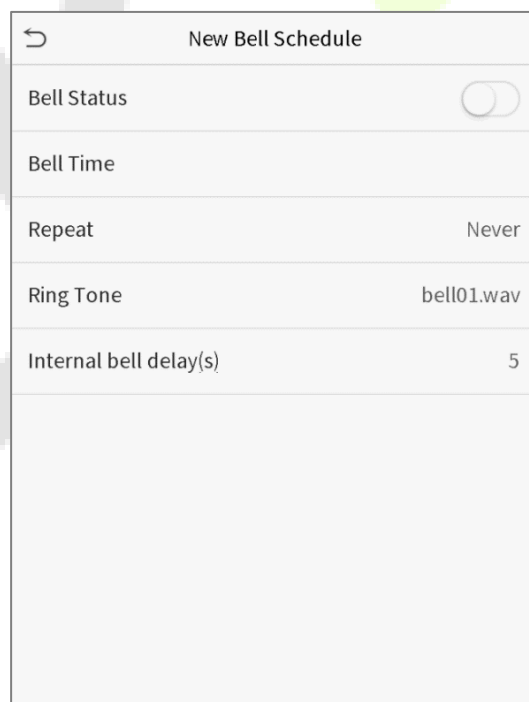 New Bell Schedule
Bell Status
Bell Time
Repeat Never
Ring Tone bell01.wav
Internal bell delay(s) 5